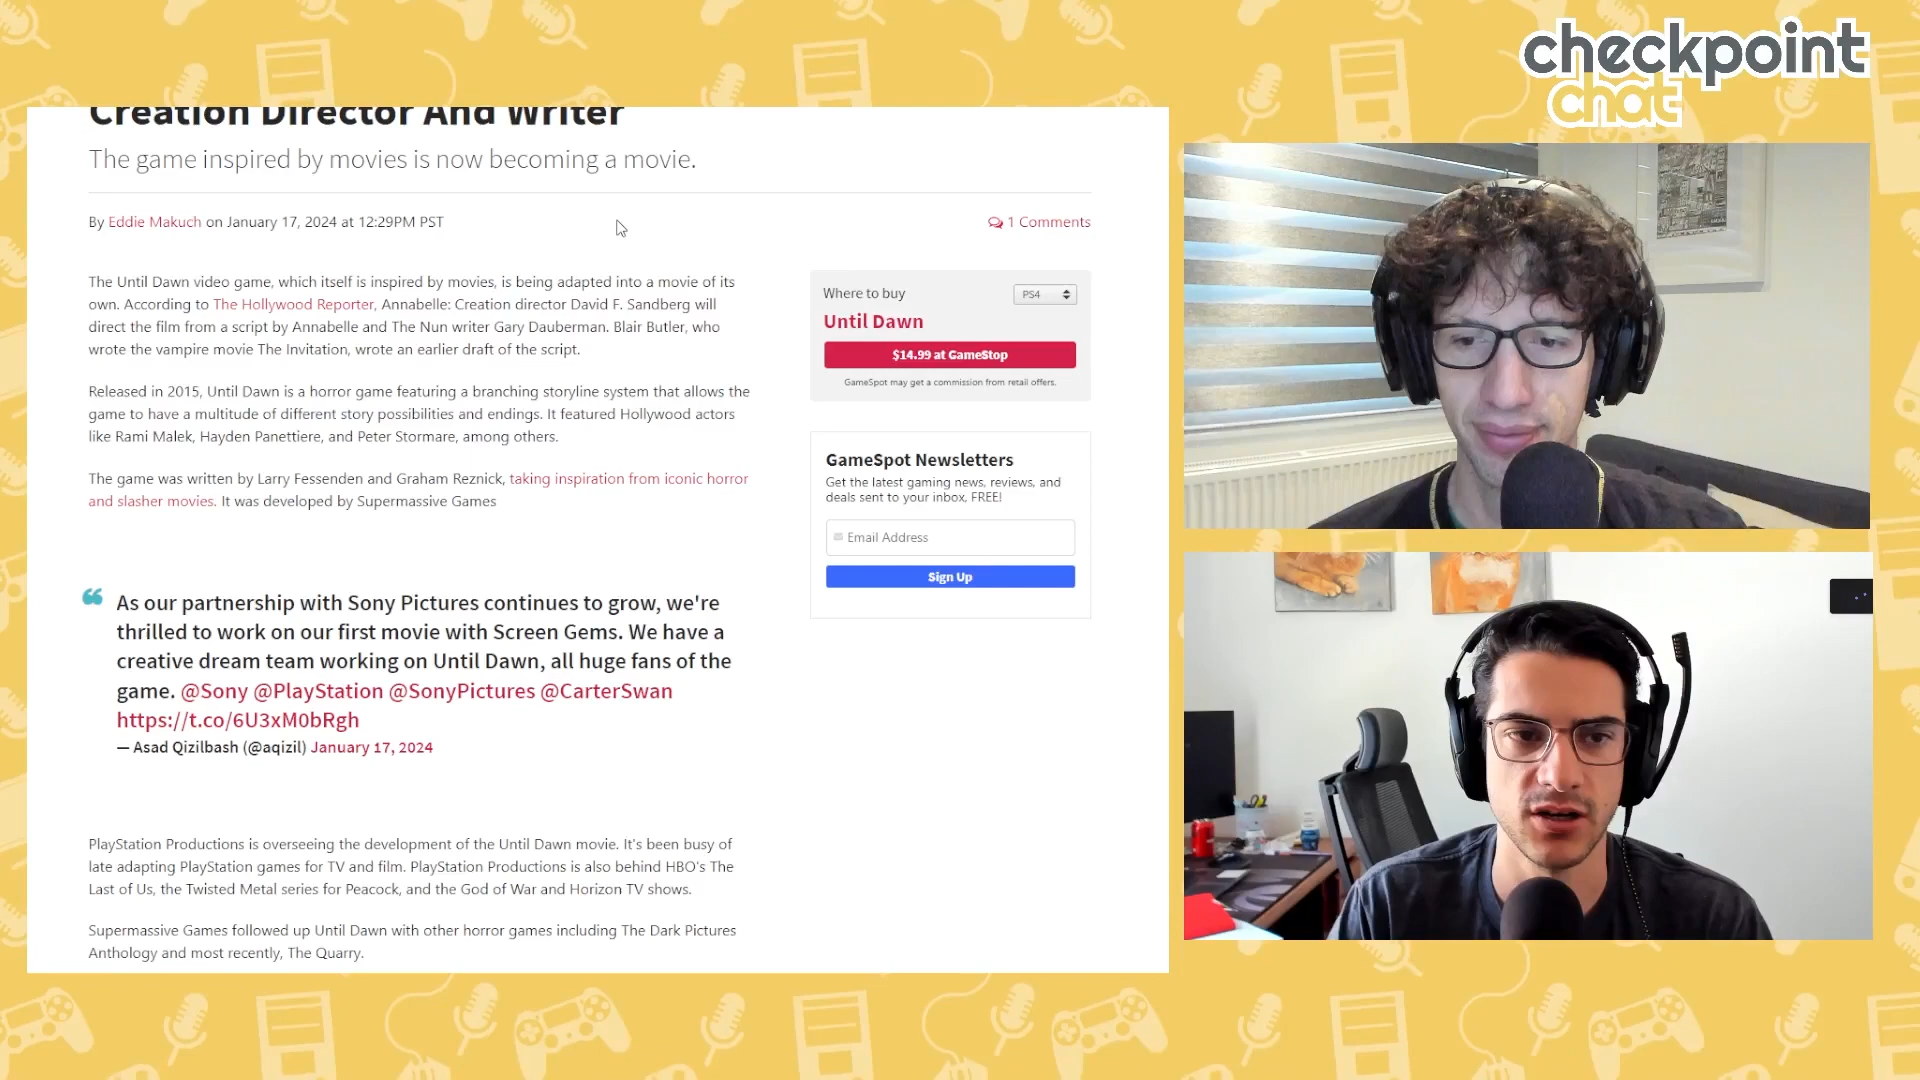 checkpoint
chat
Creation Director And Writer
The game inspired by movies is now becoming a movie.
By Eddie Makuch on January 17, 2024 at 12:29PM PST
1 Comments
The Until Dawn video game, which itself is inspired by movies, is being adapted into a movie of its
own. According to The Hollywood Reporter, Annabelle: Creation director David F. Sandberg will
direct the film from a script by Annabelle and The Nun writer Gary Dauberman. Blair Butler, who
wrote the vampire movie The Invitation, wrote an earlier draft of the script.
Released in 2015, Until Dawn is a horror game featuring a branching storyline system that allows the
game to have a multitude of different story possibilities and endings. It featured Hollywood actors
like Rami Malek, Hayden Panettiere, and Peter Stormare, among others.
The game was written by Larry Fessenden and Graham Reznick, taking inspiration from iconic horror
and slasher movies. It was developed by Supermassive Games
As our partnership with Sony Pictures continues to grow, we're
thrilled to work on our first movie with Screen Gems. We have a
creative dream team working on Until Dawn, all huge fans of the
game. @Sony @PlayStation @SonyPictures @CarterSwan
https://t.co/6U3xM0bRgh
— Asad Qizilbash (@aqizil) January 17, 2024
PlayStation Productions is overseeing the development of the Until Dawn movie. It's been busy of
late adapting PlayStation games for TV and film. PlayStation Productions is also behind HBO's The
Last of Us, the Twisted Metal series for Peacock, and the God of War and Horizon TV shows.
Supermassive Games followed up Until Dawn with other horror games including The Dark Pictures
Anthology and most recently, The Quarry.
Where to buy
PS4
Until Dawn
$14.99 at GameStop
GameSpot may get a commission from retail offers.
GameSpot Newsletters
Get the latest gaming news, reviews, and
deals sent to your inbox, FREE!
Email Address
Sign Up